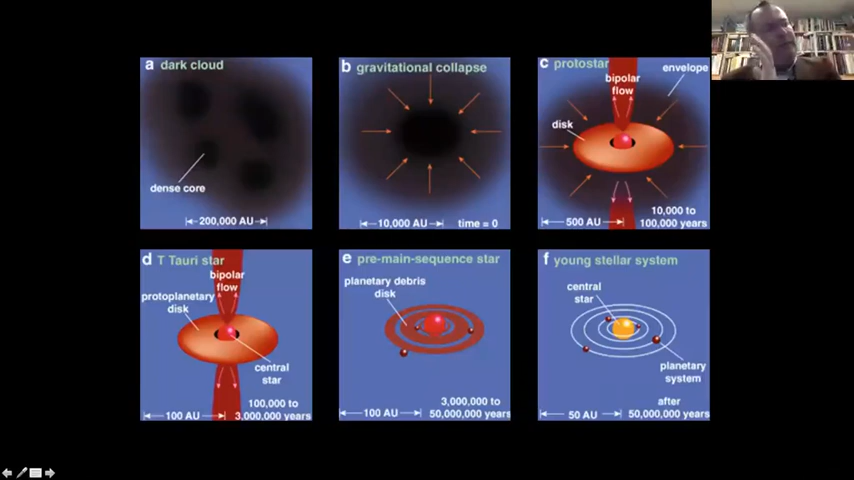 a dark cloud
dense core
200,000 AU
b gravitational collapse
10,000 AU
time = 0
c protostar
bipolar
flow
envelope
disk
500 AU
10,000 to
100,000 years
d T Tauri star
bipolar
flow
protoplanetary
disk
central
star
100 AU
100,000 to
3,000,000 years
e pre-main-sequence star
planetary debris
disk
100 AU
3,000,000 to
50,000,000 years
f young stellar system
central
star
planetary
system
50 AU
after
50,000,000 years